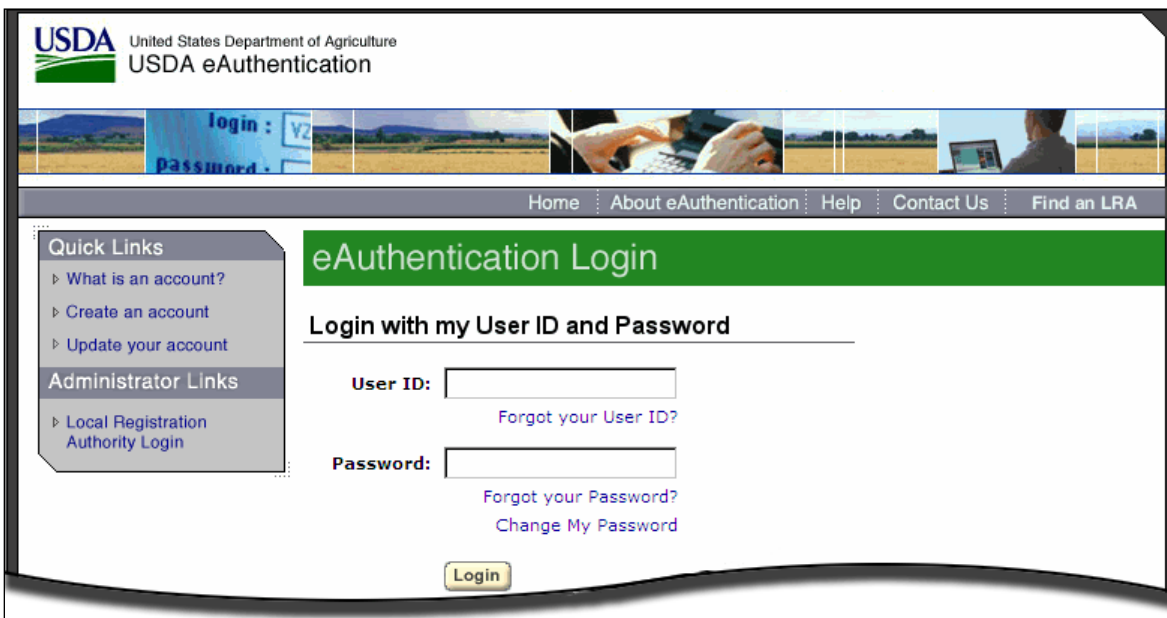 USDA
United States Department of Agriculture
USDA eAuthentication
login :
password :
Home
About eAuthentication
Help
Contact Us
Find an LRA
Quick Links
What is an account?
Create an account
Update your account
Administrator Links
Local Registration
Authority Login
eAuthentication Login
Login with my User ID and Password
User ID:
Forgot your User ID?
Password:
Forgot your Password?
Change My Password
Login